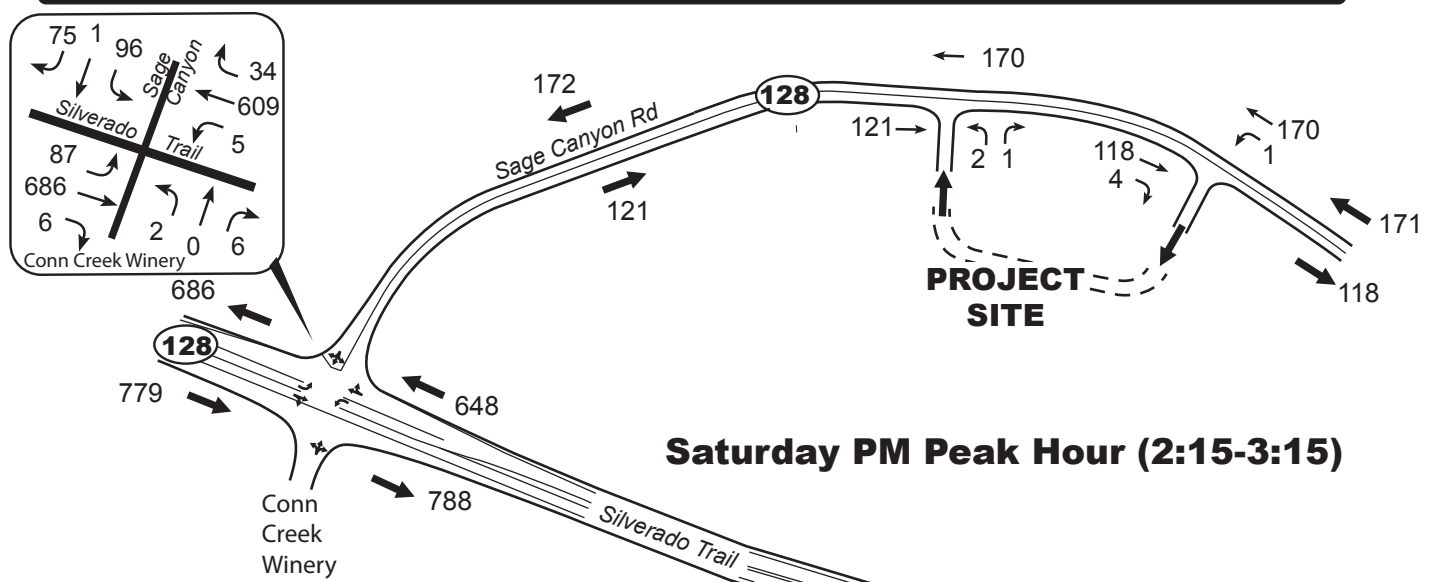 75 1 96
Sage Canyon
34
609
5
Silverado Trail
87
686
6
2 0 6
Conn Creek Winery
172
128
170
Sage Canyon Rd
121
121
2 1
118
4
170
1
171
118
PROJECT
SITE
686
128
779
648
788
Saturday PM Peak Hour (2:15-3:15)
Conn
Creek
Winery
Silverado Trail